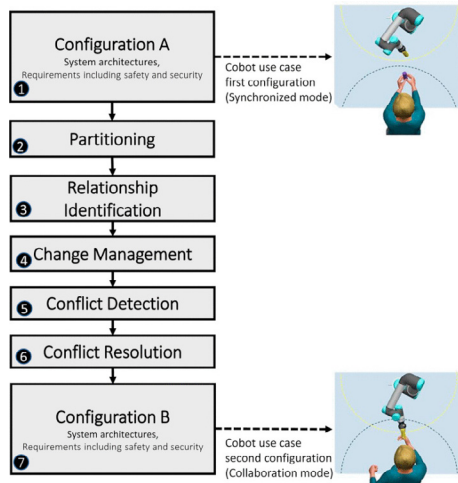 Configuration A
System architectures,
Requirements including safety and security
1
Cobot use case
first configuration
(Synchronized mode)
2
Partitioning
Relationship
Identification
3
4
Change Management
5
Conflict Detection
6
Conflict Resolution
Configuration B
System architectures,
Requirements including safety and security
7
Cobot use case
second configuration
(Collaboration mode)